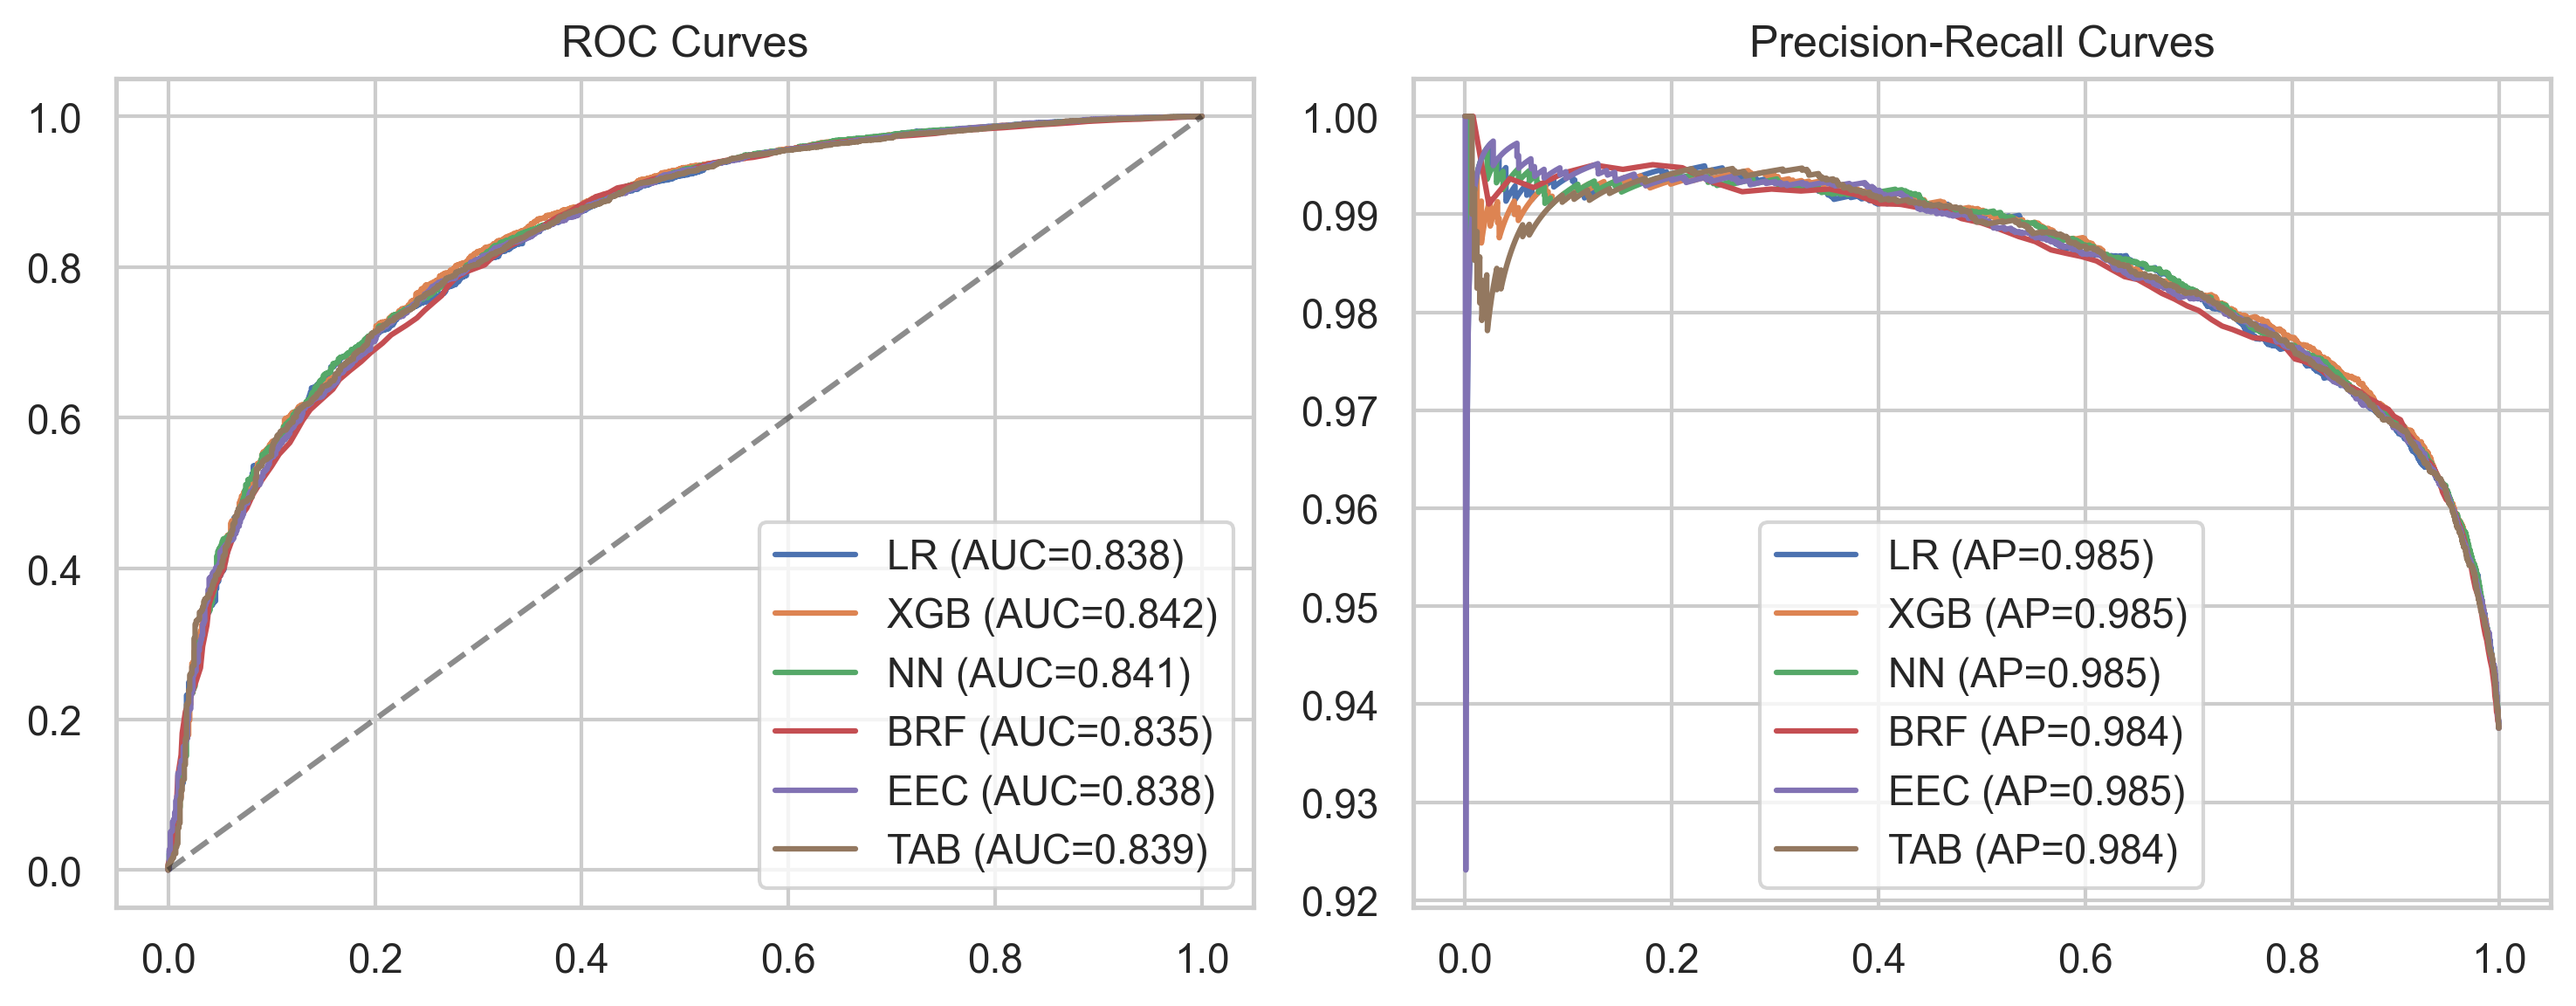 ROC Curves
1.0
0.8
0.6
0.4
0.2
0.0
0.0 0.2 0.4 0.6 0.8 1.0
LR (AUC=0.838)
XGB (AUC=0.842)
NN (AUC=0.841)
BRF (AUC=0.835)
EEC (AUC=0.838)
TAB (AUC=0.839)
Precision-Recall Curves
1.00
0.99
0.98
0.97
0.96
0.95
0.94
0.93
0.92
0.0 0.2 0.4 0.6 0.8 1.0
LR (AP=0.985)
XGB (AP=0.985)
NN (AP=0.985)
BRF (AP=0.984)
EEC (AP=0.985)
TAB (AP=0.984)